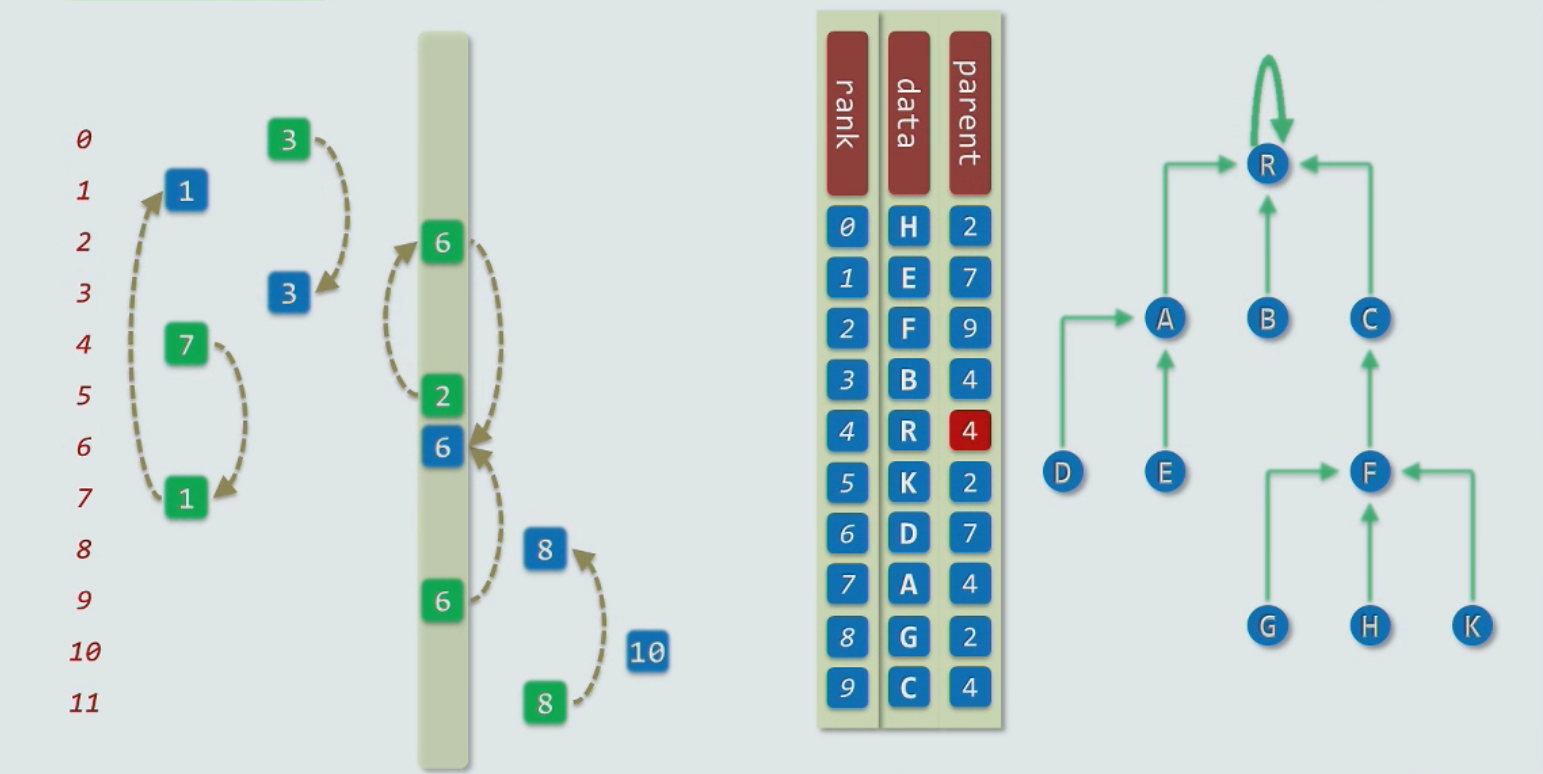 0 3
1 1
2 6
3 3
4 7
5 2
6 6
7 1
8 8
9 6
10 10
11 8
rank data parent
0 H 2
1 E 7
2 F 9
3 B 4
4 R 4
5 K 2
6 D 7
7 A 4
8 G 2
9 C 4
R
A B C
D E F
G H K